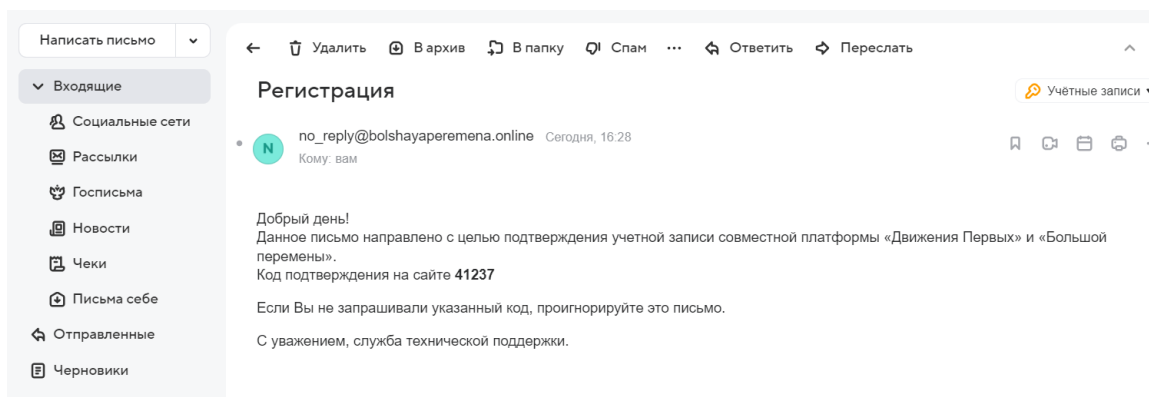 Написать письмо
Удалить В архив В папку Спам ... Ответить Переслать
Входящие
Социальные сети
Рассылки
Госписьма
Новости
Чеки
Письма себе
Отправленные
Черновики
Регистрация
Учётные записи
N
no_reply@bolshayaperemena.online Сегодня, 16:28
Кому: вам
Добрый день!
Данное письмо направлено с целью подтверждения учетной записи совместной платформы «Движения Первых» и «Большой
перемены».
Код подтверждения на сайте 41237
Если Вы не запрашивали указанный код, проигнорируйте это письмо.
С уважением, служба технической поддержки.